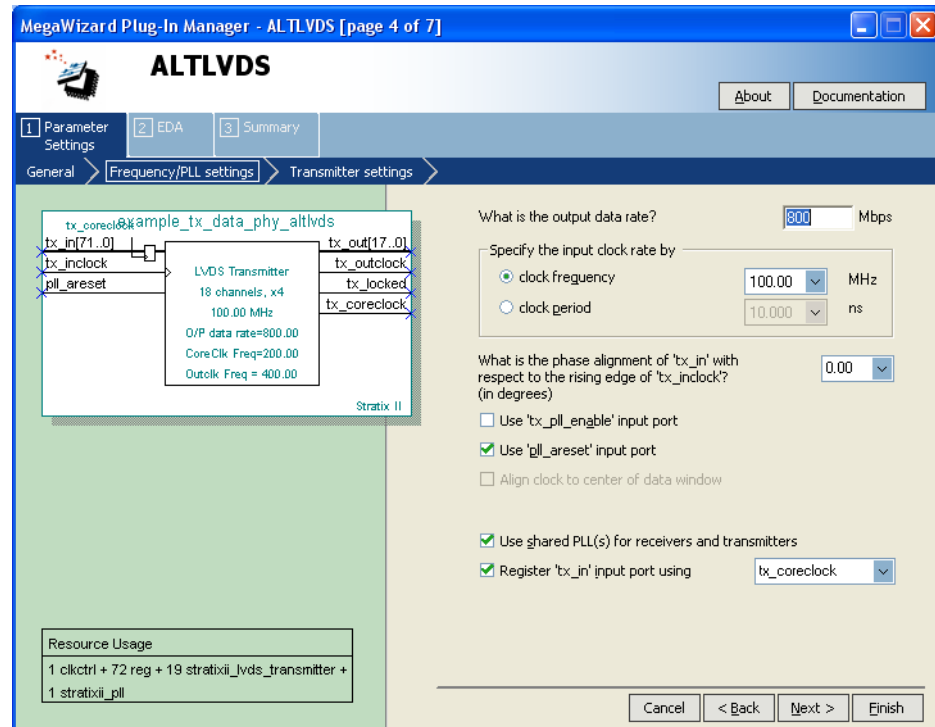 MegaWizard Plug-In Manager - ALTLVDS [page 4 of 7]
ALTLVDS
About
Documentation
1 Parameter Settings
2 EDA
3 Summary
General
Frequency/PLL settings
Transmitter settings
example_tx_data_phy_altlvds
tx_coreclock
tx_in[71..0]
tx_inclock
pll_areset
LVDS Transmitter
18 channels, x4
100.00 MHz
O/P data rate=800.00
CoreClk Freq=200.00
Outclk Freq = 400.00
tx_out[17..0]
tx_outclock
tx_locked
tx_coreclock
Stratix II
Resource Usage
1 clkctrl + 72 reg + 19 stratixii_lvds_transmitter +
1 stratixii_pll
What is the output data rate?
800
Mbps
Specify the input clock rate by
clock frequency
100.00
MHz
clock period
10.000
ns
What is the phase alignment of 'tx_in' with
respect to the rising edge of 'tx_inclock'?
(in degrees)
0.00
Use 'tx_pll_enable' input port
Use 'pll_areset' input port
Align clock to center of data window
Use shared PLL(s) for receivers and transmitters
Register 'tx_in' input port using
tx_coreclock
Cancel
< Back
Next >
Finish